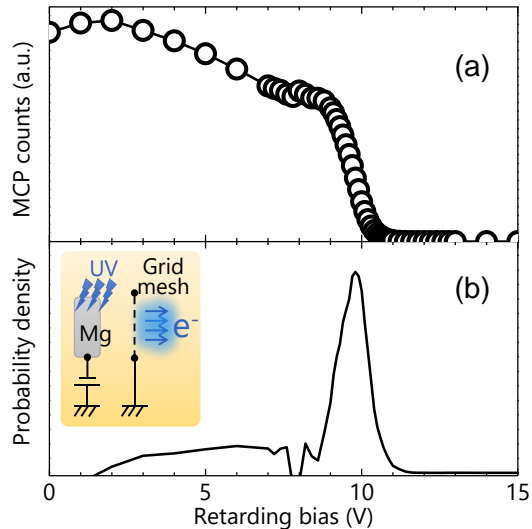 (a)
MCP counts (a.u.)
(b)
Probability density
UV
Grid
mesh
Mg
e-
0 5 10 15
Retarding bias (V)